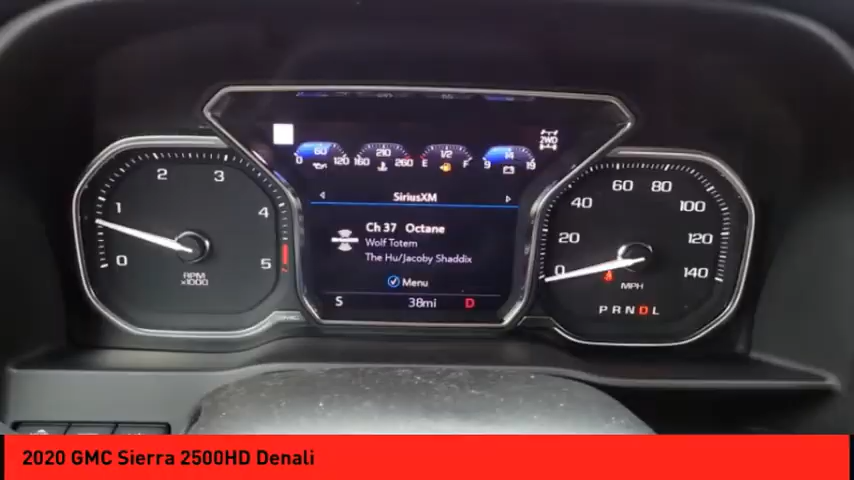 0 60 120
160 210 260
E 1/2 F
9 14 19
2WD
SiriusXM
Ch 37 Octane
Wolf Totem
The Hu/Jacoby Shaddix
Menu
S 38mi D
0 1 2 3 4 5
RPM
x1000
0 20 40 60 80 100 120 140
MPH
P R N D L
2020 GMC Sierra 2500HD Denali